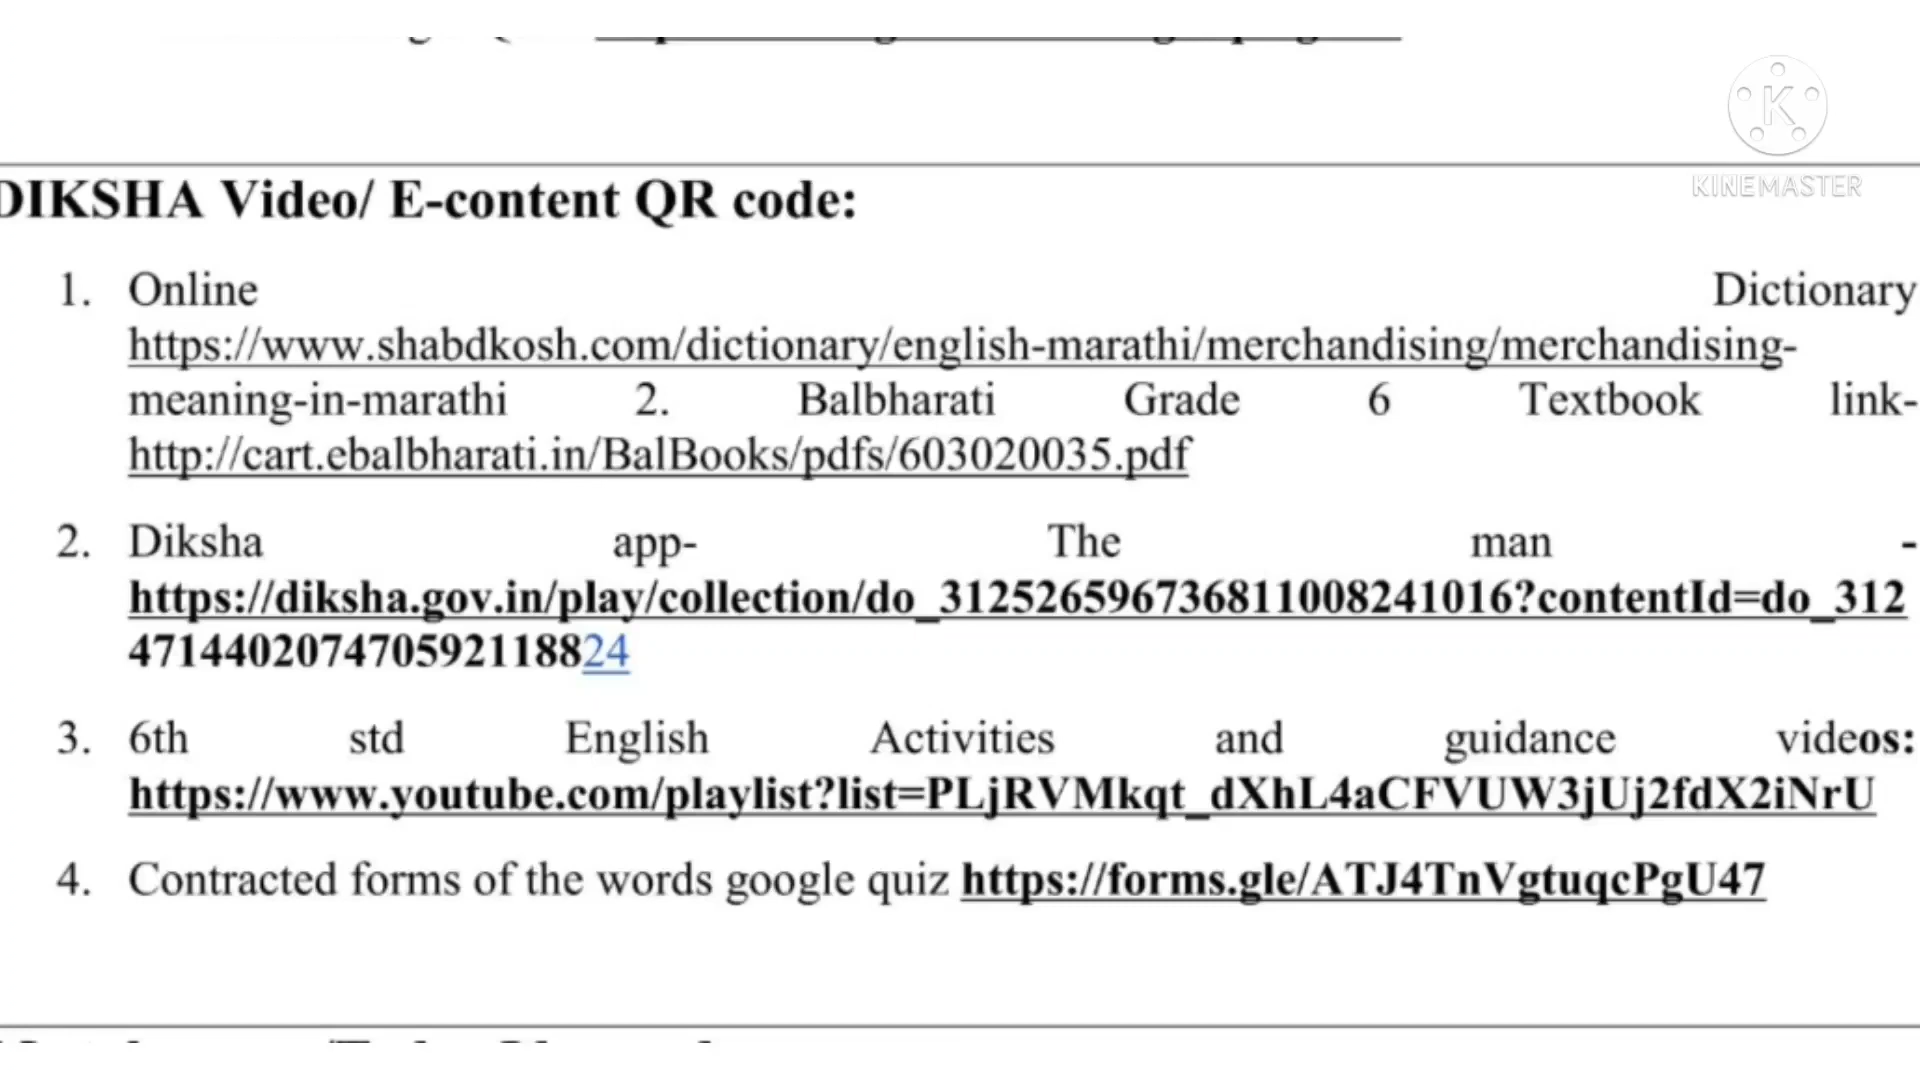 KINEMASTER
DIKSHA Video/ E-content QR code:
1. Online Dictionary
https://www.shabdkosh.com/dictionary/english-marathi/merchandising/merchandising-
meaning-in-marathi 2. Balbharati Grade 6 Textbook link-
http://cart.ebalbharati.in/BalBooks/pdfs/603020035.pdf
2. Diksha app- The man -
https://diksha.gov.in/play/collection/do_312526596736811008241016?contentId=do_312
47144020747059211882​4
3. 6th std English Activities and guidance videos:
https://www.youtube.com/playlist?list=PLjRVMkqt_dXhL4aCFVUW3jUj2fdX2iNrU
4. Contracted forms of the words google quiz https://forms.gle/ATJ4TnVgtuqcPgU47